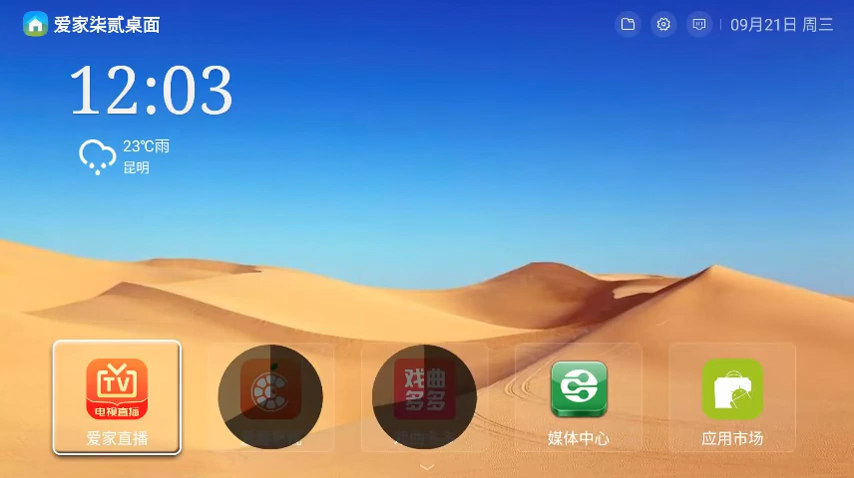 爱家柒贰桌面
09月21日 周三
12:03
23℃雨
昆明
TV
电视直播
戏曲
多多
爱家直播
媒体中心
应用市场